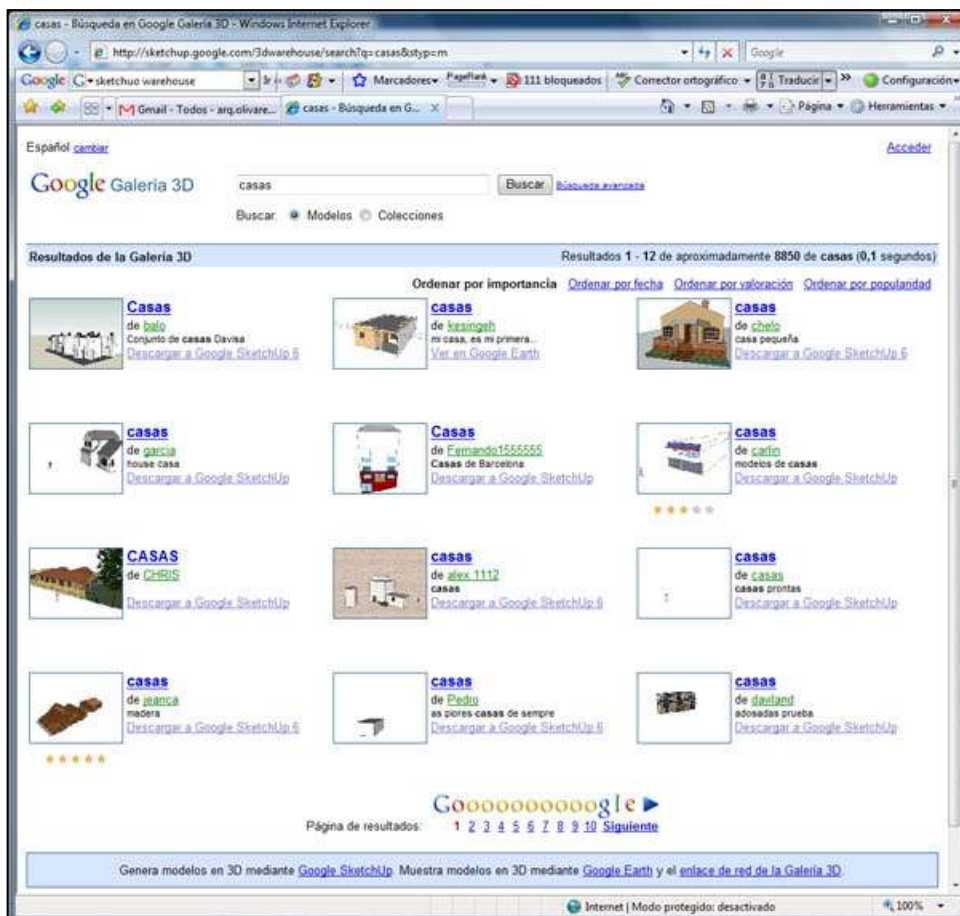 casas - Búsqueda en Google Galería 3D - Windows Internet Explorer
http://sketchup.google.com/3dwarehouse/search?q=casas&styp=m
Google
Google
sketchuo warehouse
Ir
Marcadores
PageRank
111 bloqueados
Corrector ortográfico
Traducir
»
Configuración
Gmail - Todos - arq.olivare...
casas - Búsqueda en G...
Página
Herramientas
Español cambiar
Acceder
Google Galería 3D
casas
Buscar
Búsqueda avanzada
Buscar: Modelos Colecciones
Resultados de la Galería 3D
Resultados 1 - 12 de aproximadamente 8850 de casas (0,1 segundos)
Ordenar por importancia Ordenar por fecha Ordenar por valoración Ordenar por popularidad
Casas
de balo
Conjunto de casas Davisa
Descargar a Google SketchUp 6
casas
de kesingeh
mi casa, es mi primera...
Ver en Google Earth
casas
de chelo
casa pequeña
Descargar a Google SketchUp 6
casas
de garcia
house casa
Descargar a Google SketchUp
Casas
de Fernando1555555
Casas de Barcelona
Descargar a Google SketchUp
casas
de carlin
modelos de casas
Descargar a Google SketchUp
CASAS
de CHRIS
Descargar a Google SketchUp
casas
de alex 1112
casas
Descargar a Google SketchUp 6
casas
de casas
casas prontas
Descargar a Google SketchUp
casas
de jeanca
madera
Descargar a Google SketchUp 6
casas
de Pedro
as piores casas de sempre
Descargar a Google SketchUp 6
casas
de daviland
adosadas prueba
Descargar a Google SketchUp
Goooooooooogle
Página de resultados: 1 2 3 4 5 6 7 8 9 10 Siguiente
Genera modelos en 3D mediante Google SketchUp. Muestra modelos en 3D mediante Google Earth y el enlace de red de la Galería 3D.
Internet | Modo protegido: desactivado
100%